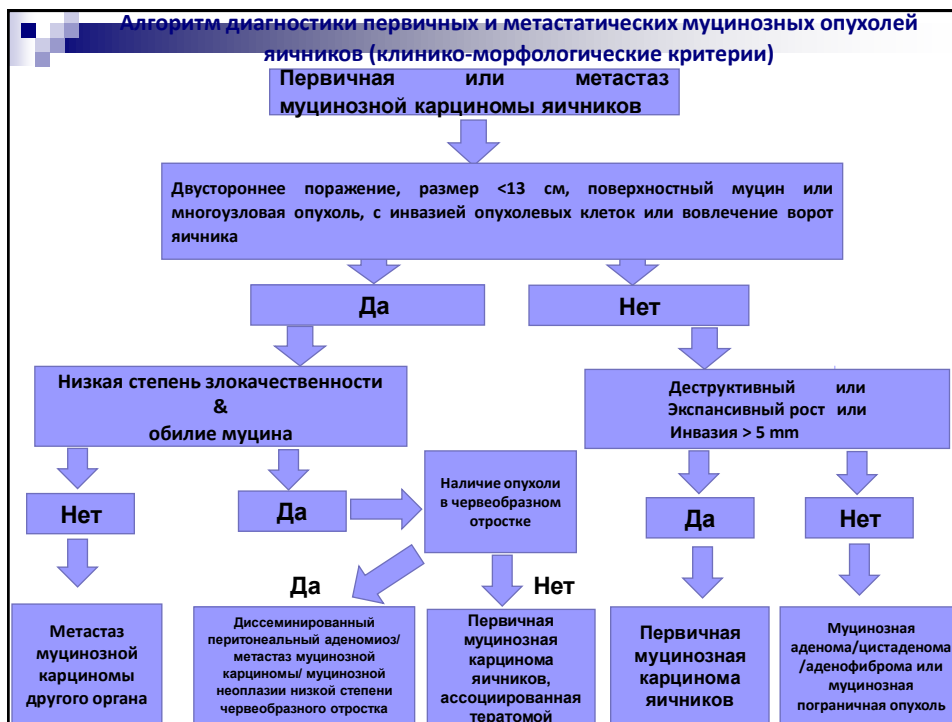 Алгоритм диагностики первичных и метастатических муцинозных опухолей
яичников (клинико-морфологические критерии)
Первичная или метастаз
муцинозной карциномы яичников
Двустороннее поражение, размер <13 см, поверхностный муцин или
многоузловая опухоль, с инвазией опухолевых клеток или вовлечение ворот
яичника
Да
Нет
Низкая степень злокачественности
&
обилие муцина
Деструктивный или
Экспансивный рост или
Инвазия > 5 mm
Нет
Да
Наличие опухоли
в червеобразном
отростке
Да
Нет
Да
Нет
Метастаз
муцинозной
карциномы
другого органа
Диссеминированный
перитонеальный аденомиоз/
метастаз муцинозной
карциномы/ муцинозной
неоплазии низкой степени
червеобразного отростка
Первичная
муцинозная
карцинома
яичников,
ассоциированная
тератомой
Первичная
муцинозная
карцинома
яичников
Муцинозная
аденома/цистаденома
/аденофиброма или
муцинозная
пограничная опухоль